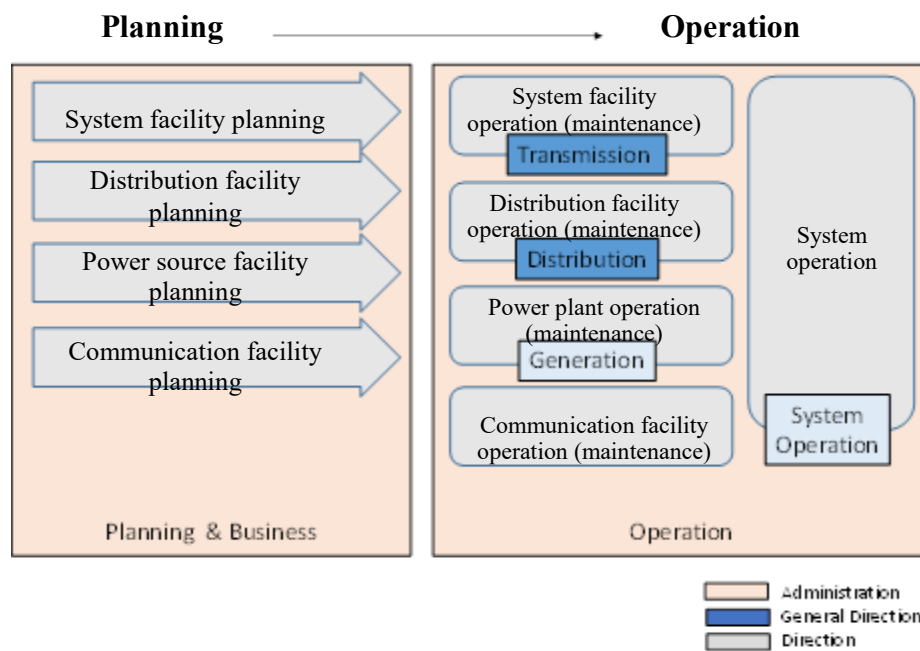 Planning
Operation
System facility planning
Distribution facility
planning
Power source facility
planning
Communication facility
planning
Planning & Business
System facility
operation (maintenance)
Transmission
Distribution facility
operation (maintenance)
Distribution
Power plant operation
(maintenance)
Generation
Communication facility
operation (maintenance)
System
operation
System
Operation
Operation
Administration
General Direction
Direction